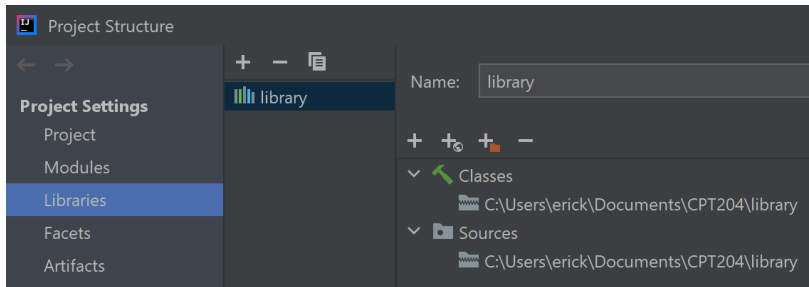 Project Structure
Name: library
library
Project Settings
Project
Modules
Libraries
Facets
Artifacts
Classes
C:\Users\erick\Documents\CPT204\library
Sources
C:\Users\erick\Documents\CPT204\library